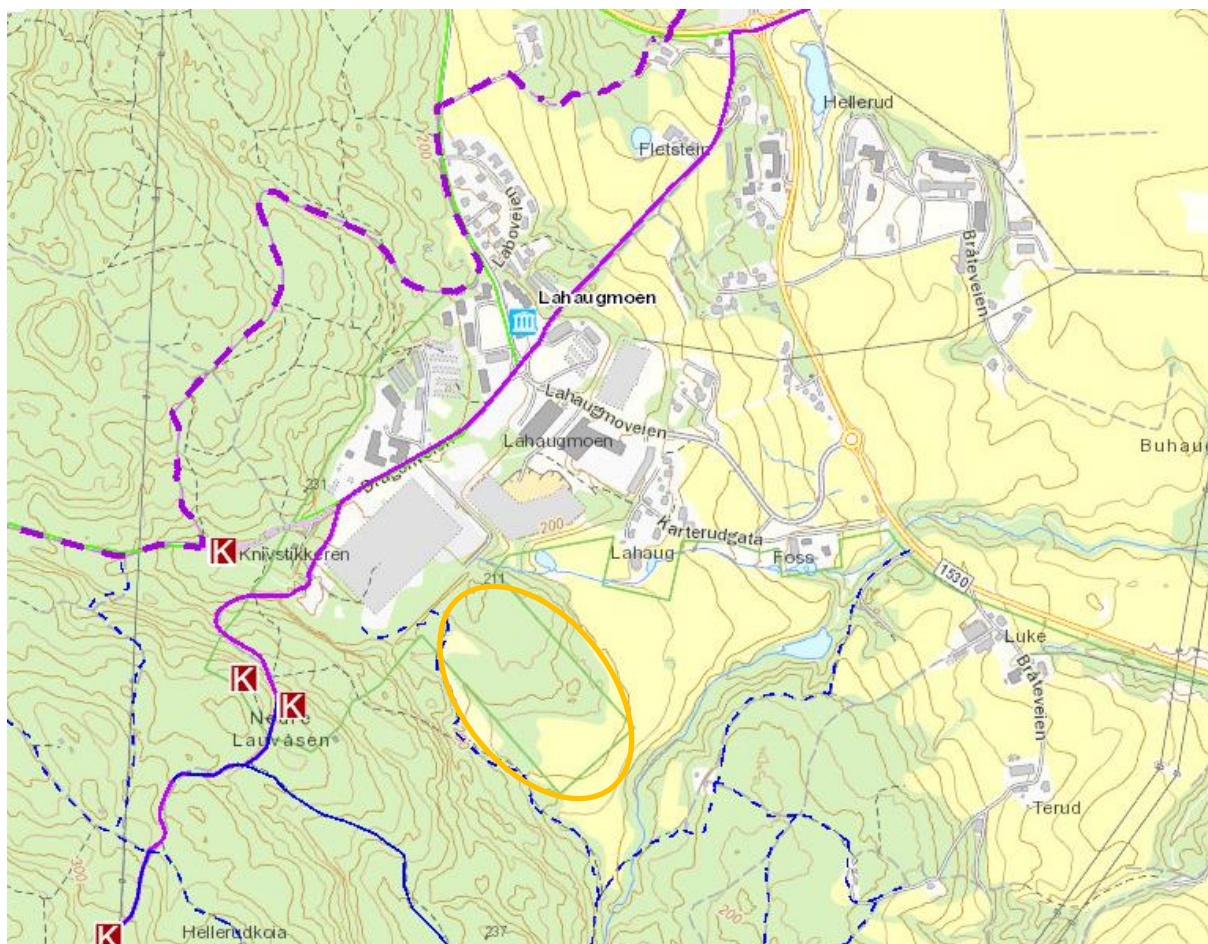 Hellerud
200
Fletstein
Laboveien
Bråteveien
Lahaugmoen
Lahaugmoveien
Lahaugmoen
Buhaug
231
200
Karterudgata
K
Knivstikkeren
Lahaug
Foss
211
1530
Luke
K
K
Nedre
Lauvåsen
Bråteveien
Terud
300
200
K
Hellerudkoia
237